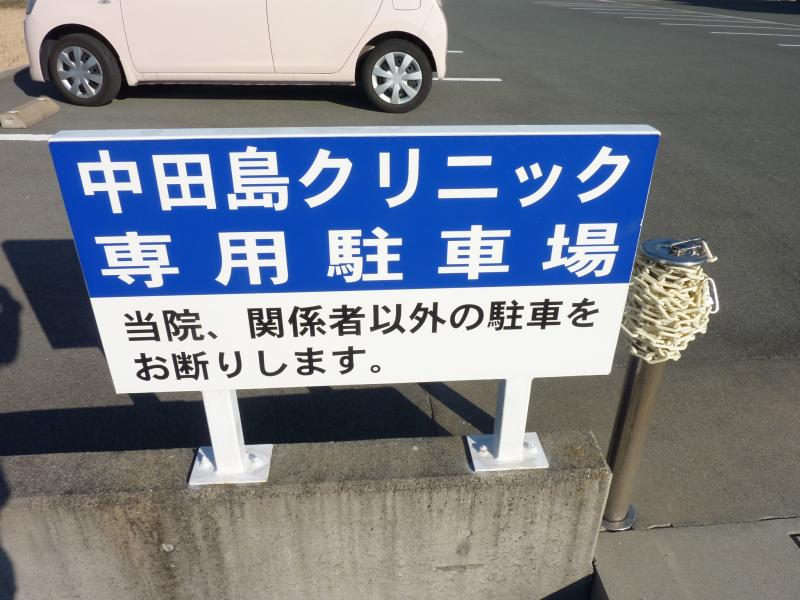 中田島クリニック
専用駐車場
当院、関係者以外の駐車を
お断りします。